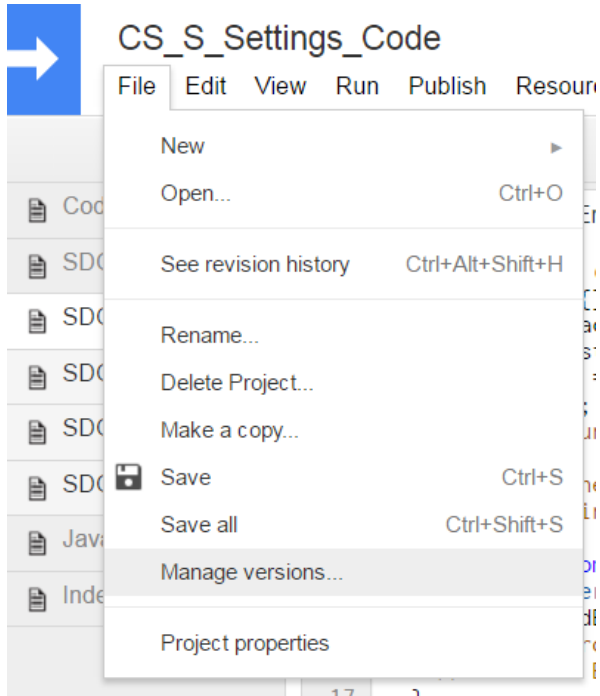 CS_S_Settings_Code
File Edit View Run Publish
New
Open... Ctrl+O
See revision history Ctrl+Alt+Shift+H
Rename...
Delete Project...
Make a copy...
Save Ctrl+S
Save all Ctrl+Shift+S
Manage versions...
Project properties
17 }